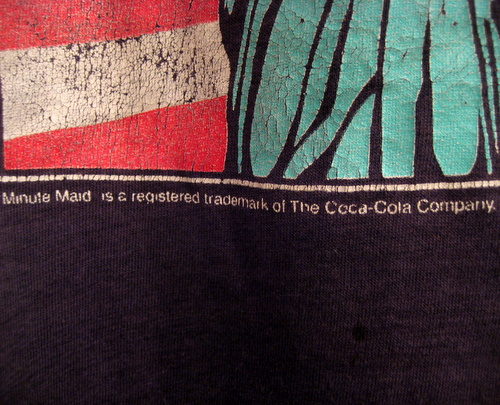 Minute Maid is a registered trademark of The Coca-Cola Company.